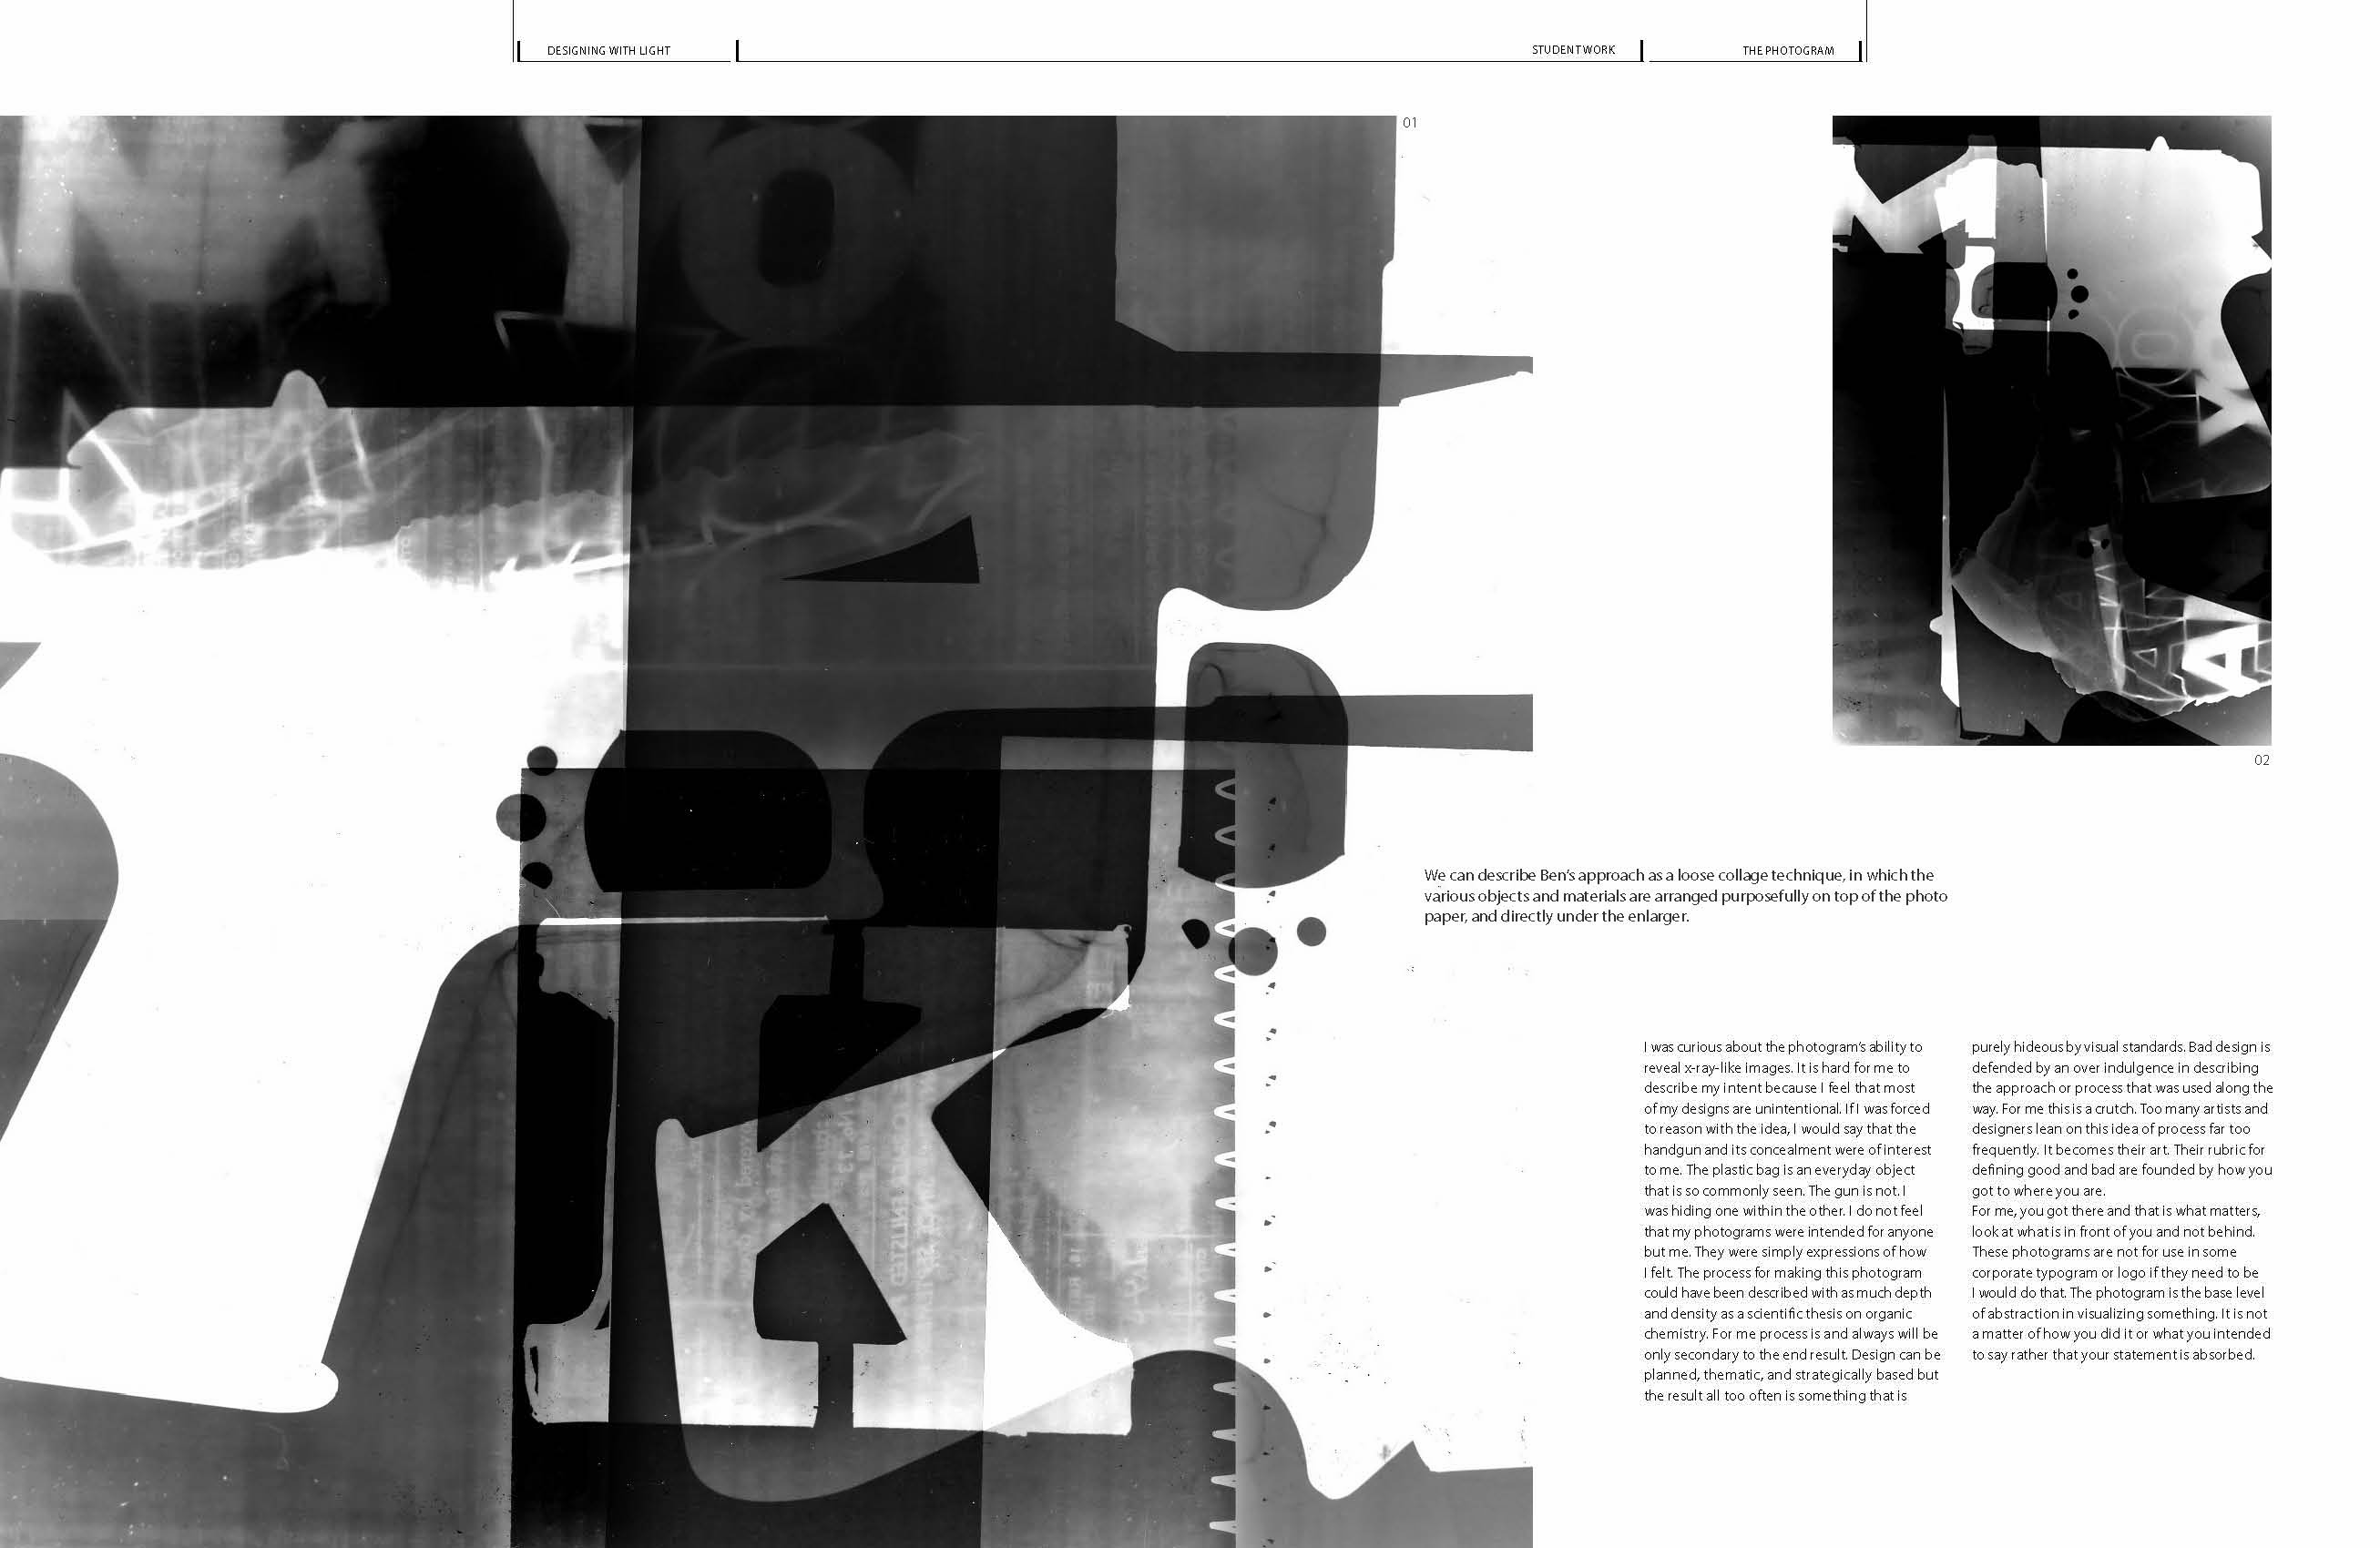 DESIGNING WITH LIGHT
STUDENT WORK
THE PHOTOGRAM
01
02
We can describe Ben's approach as a loose collage technique, in which the
various objects and materials are arranged purposefully on top of the photo
paper, and directly under the enlarger.
I was curious about the photogram's ability to
reveal x-ray-like images. It is hard for me to
describe my intent because I feel that most
of my designs are unintentional. If I was forced
to reason with the idea, I would say that the
handgun and its concealment were of interest
to me. The plastic bag is an everyday object
that is so commonly seen. The gun is not. I
was hiding one within the other. I do not feel
that my photograms were intended for anyone
but me. They were simply expressions of how
I felt. The process for making this photogram
could have been described with as much depth
and density as a scientific thesis on organic
chemistry. For me process is and always will be
only secondary to the end result. Design can be
planned, thematic, and strategically based but
the result all too often is something that is
purely hideous by visual standards. Bad design is
defended by an over indulgence in describing
the approach or process that was used along the
way. For me this is a crutch. Too many artists and
designers lean on this idea of process far too
frequently. It becomes their art. Their rubric for
defining good and bad are founded by how you
got to where you are.
For me, you got there and that is what matters,
look at what is in front of you and not behind.
These photograms are not for use in some
corporate typogram or logo if they need to be
I would do that. The photogram is the base level
of abstraction in visualizing something. It is not
a matter of how you did it or what you intended
to say rather that your statement is absorbed.